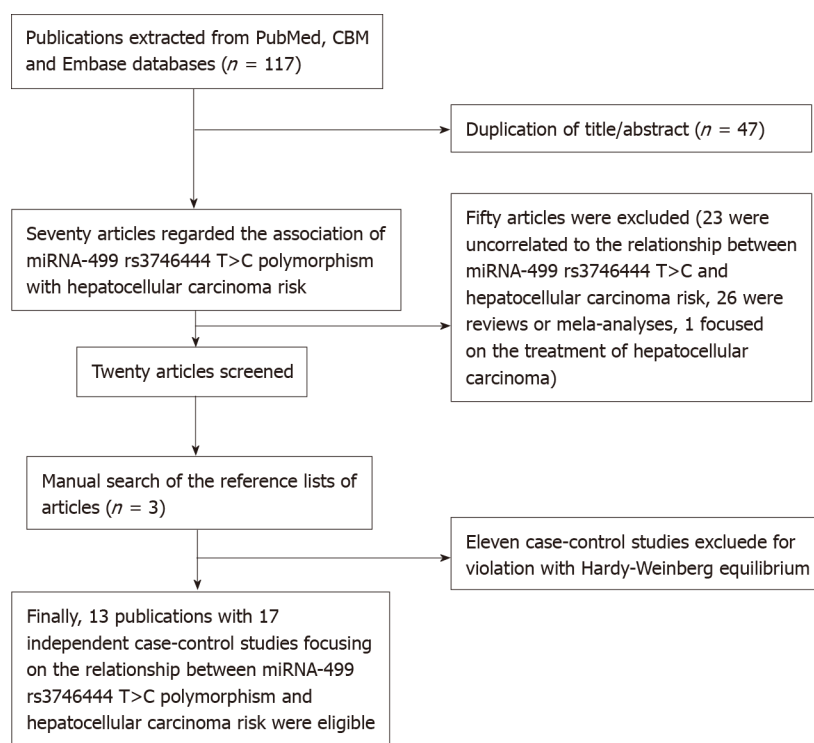 Publications extracted from PubMed, CBM
and Embase databases (n = 117)
Duplication of title/abstract (n = 47)
Seventy articles regarded the association of
miRNA-499 rs3746444 T>C polymorphism
with hepatocellular carcinoma risk
Fifty articles were excluded (23 were
uncorrelated to the relationship between
miRNA-499 rs3746444 T>C and
hepatocellular carcinoma risk, 26 were
reviews or mela-analyses, 1 focused
on the treatment of hepatocellular
carcinoma)
Twenty articles screened
Manual search of the reference lists of
articles (n = 3)
Eleven case-control studies excluede for
violation with Hardy-Weinberg equilibrium
Finally, 13 publications with 17
independent case-control studies focusing
on the relationship between miRNA-499
rs3746444 T>C polymorphism and
hepatocellular carcinoma risk were eligible